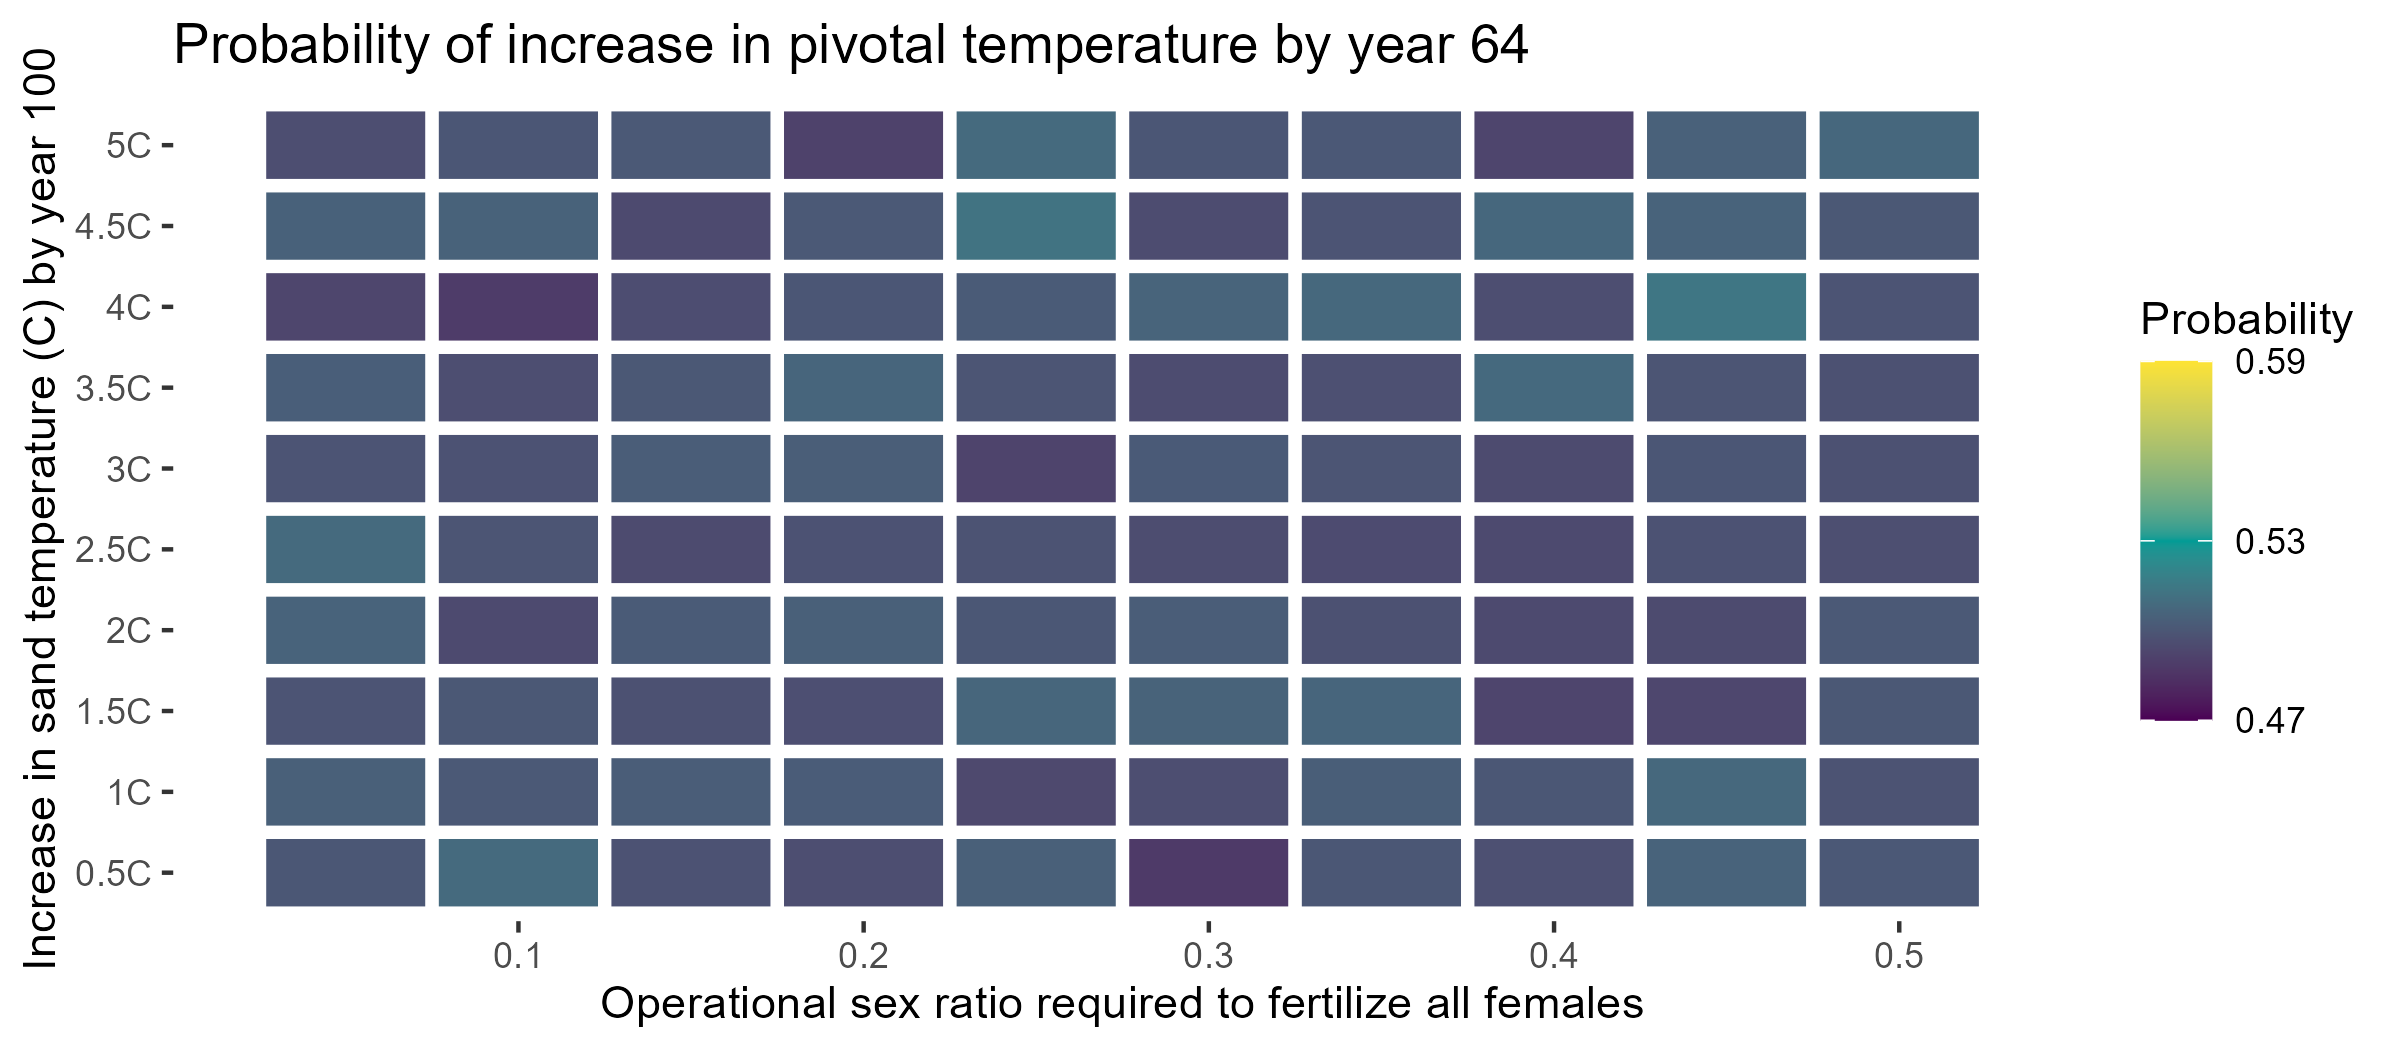 Probability of increase in pivotal temperature by year 64
Increase in sand temperature (C) by year 100
5C
4.5C
4C
3.5C
3C
2.5C
2C
1.5C
1C
0.5C
0.1 0.2 0.3 0.4 0.5
Operational sex ratio required to fertilize all females
Probability
0.59
0.53
0.47